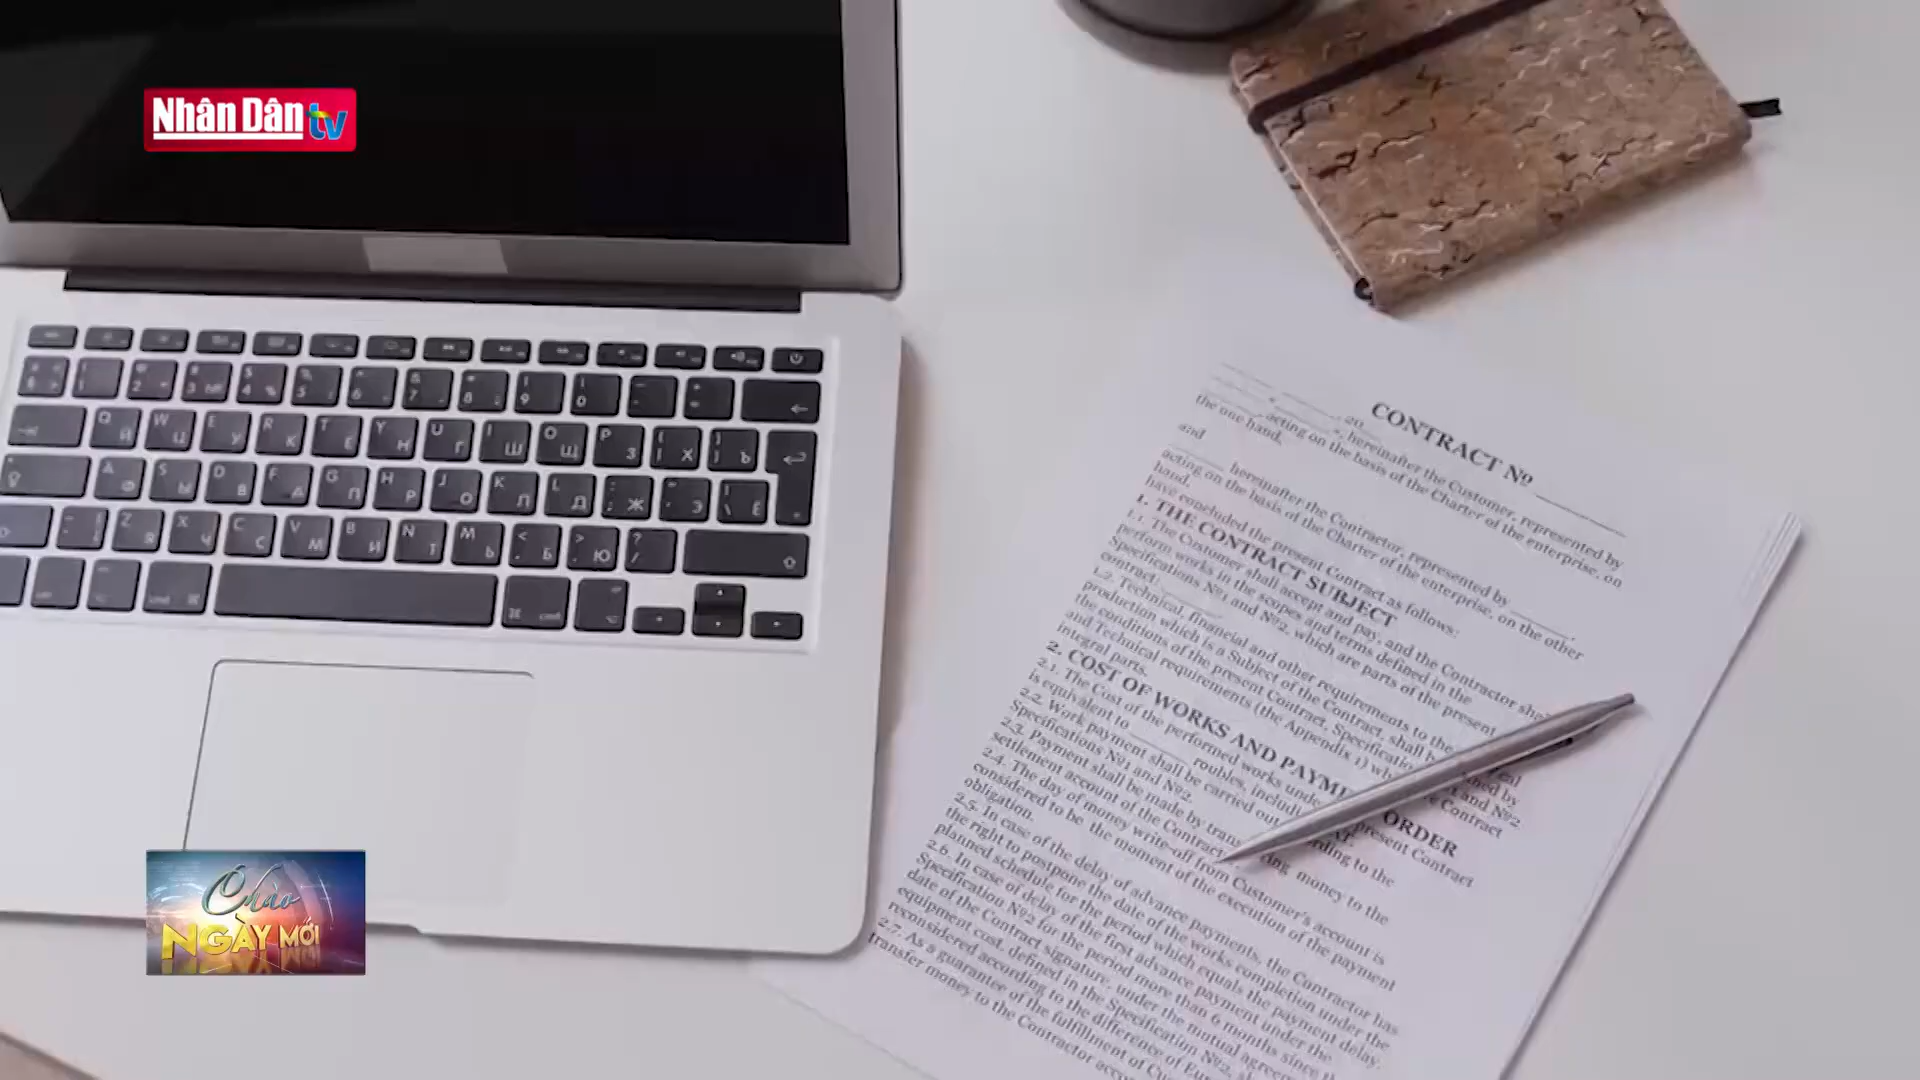 Nhân Dân tv
CONTRACT Nº
the one hand,
acting on the basis of the Charter of the enterprise, on
hereinafter the Customer, represented by
and
hereinafter the Contractor, represented by
acting on the basis of the Charter of the enterprise, on the other
hand,
have concluded the present Contract as follows:
1. THE CONTRACT SUBJECT
1.1. The Customer shall accept and pay, and the Contractor
perform works in the scopes and terms defined in the
Specifications №1 and №2, which are parts of the present
contract.
1.2. Technical, financial and other requirements to the
production which is a Subject of the Contract, shall
the conditions of the present Contract,
and Technical requirements (the Appendix 1)
integral parts.
2. COST OF WORKS AND ORDER
2.1. The Cost of the performed works present Contract
is equivalent to roubles,
2.2. Work payment shall be carried out to the
Specifications №1 and №2.
2.3. Payment shall be made by money to the
settlement account of the
2.4. The day of money write-off from Customer's account is
considered to be the moment of the execution of the payment
obligation.
2.5. In case of the delay of advance payments, the Contractor has
the right to postpone the date of the works completion under the
planned schedule for the period which equals the payment delay.
2.6. In case of delay of the first advance payment under the
Specification №2 for the period more than 6 months since the
date of the Contract signature, under the mutual
equipment cost, defined in the Specification №2,
reconsidered according to the difference of
2.7. As a guarantee of the fulfillment of
transfer money to the Contractor
Chào
NGÀY MỚI